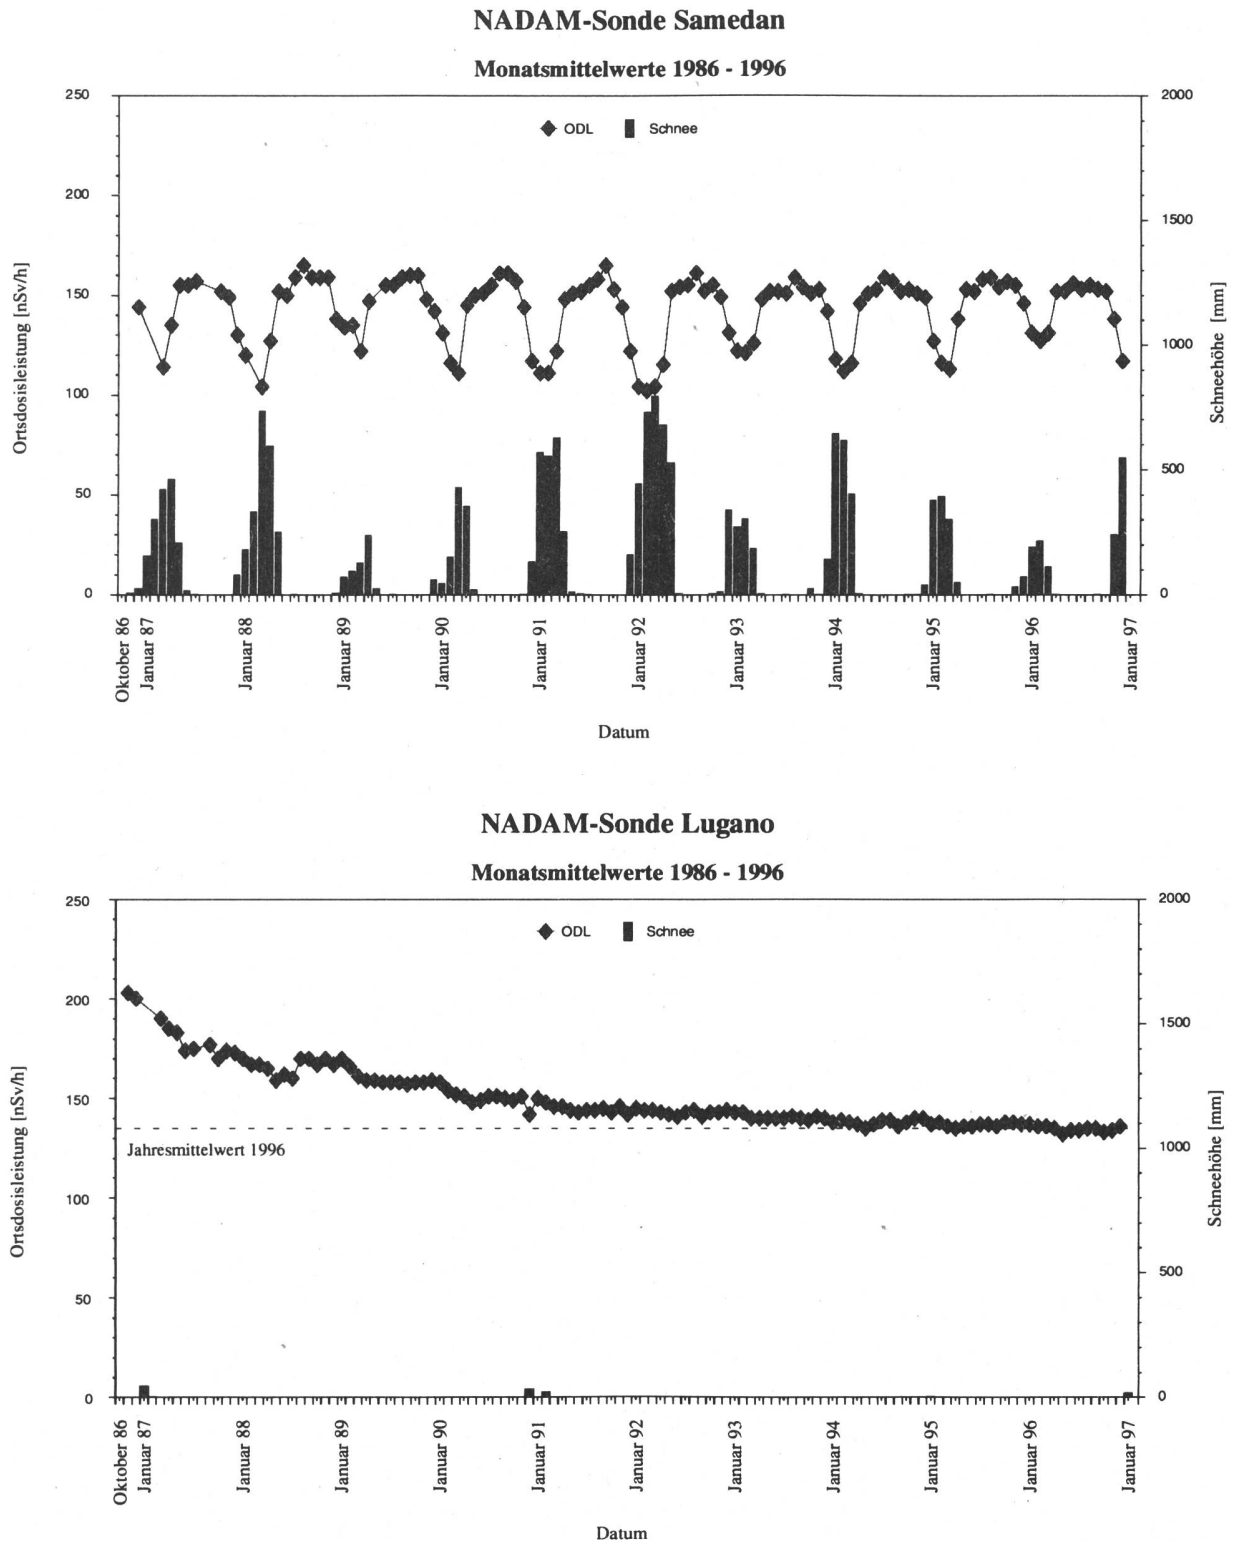 NADAM-Sonde Samedan
Monatsmittelwerte 1986 - 1996
ODL
Schnee
250
200
150
100
50
0
Ortsdosisleistung [nSv/h]
2000
1500
1000
500
0
Schneehöhe [mm]
Oktober 86
Januar 87
Januar 88
Januar 89
Januar 90
Januar 91
Januar 92
Januar 93
Januar 94
Januar 95
Januar 96
Januar 97
Datum
NADAM-Sonde Lugano
Monatsmittelwerte 1986 - 1996
ODL
Schnee
250
200
150
100
50
0
Ortsdosisleistung [nSv/h]
Jahresmittelwert 1996
2000
1500
1000
500
0
Schneehöhe [mm]
Oktober 86
Januar 87
Januar 88
Januar 89
Januar 90
Januar 91
Januar 92
Januar 93
Januar 94
Januar 95
Januar 96
Januar 97
Datum